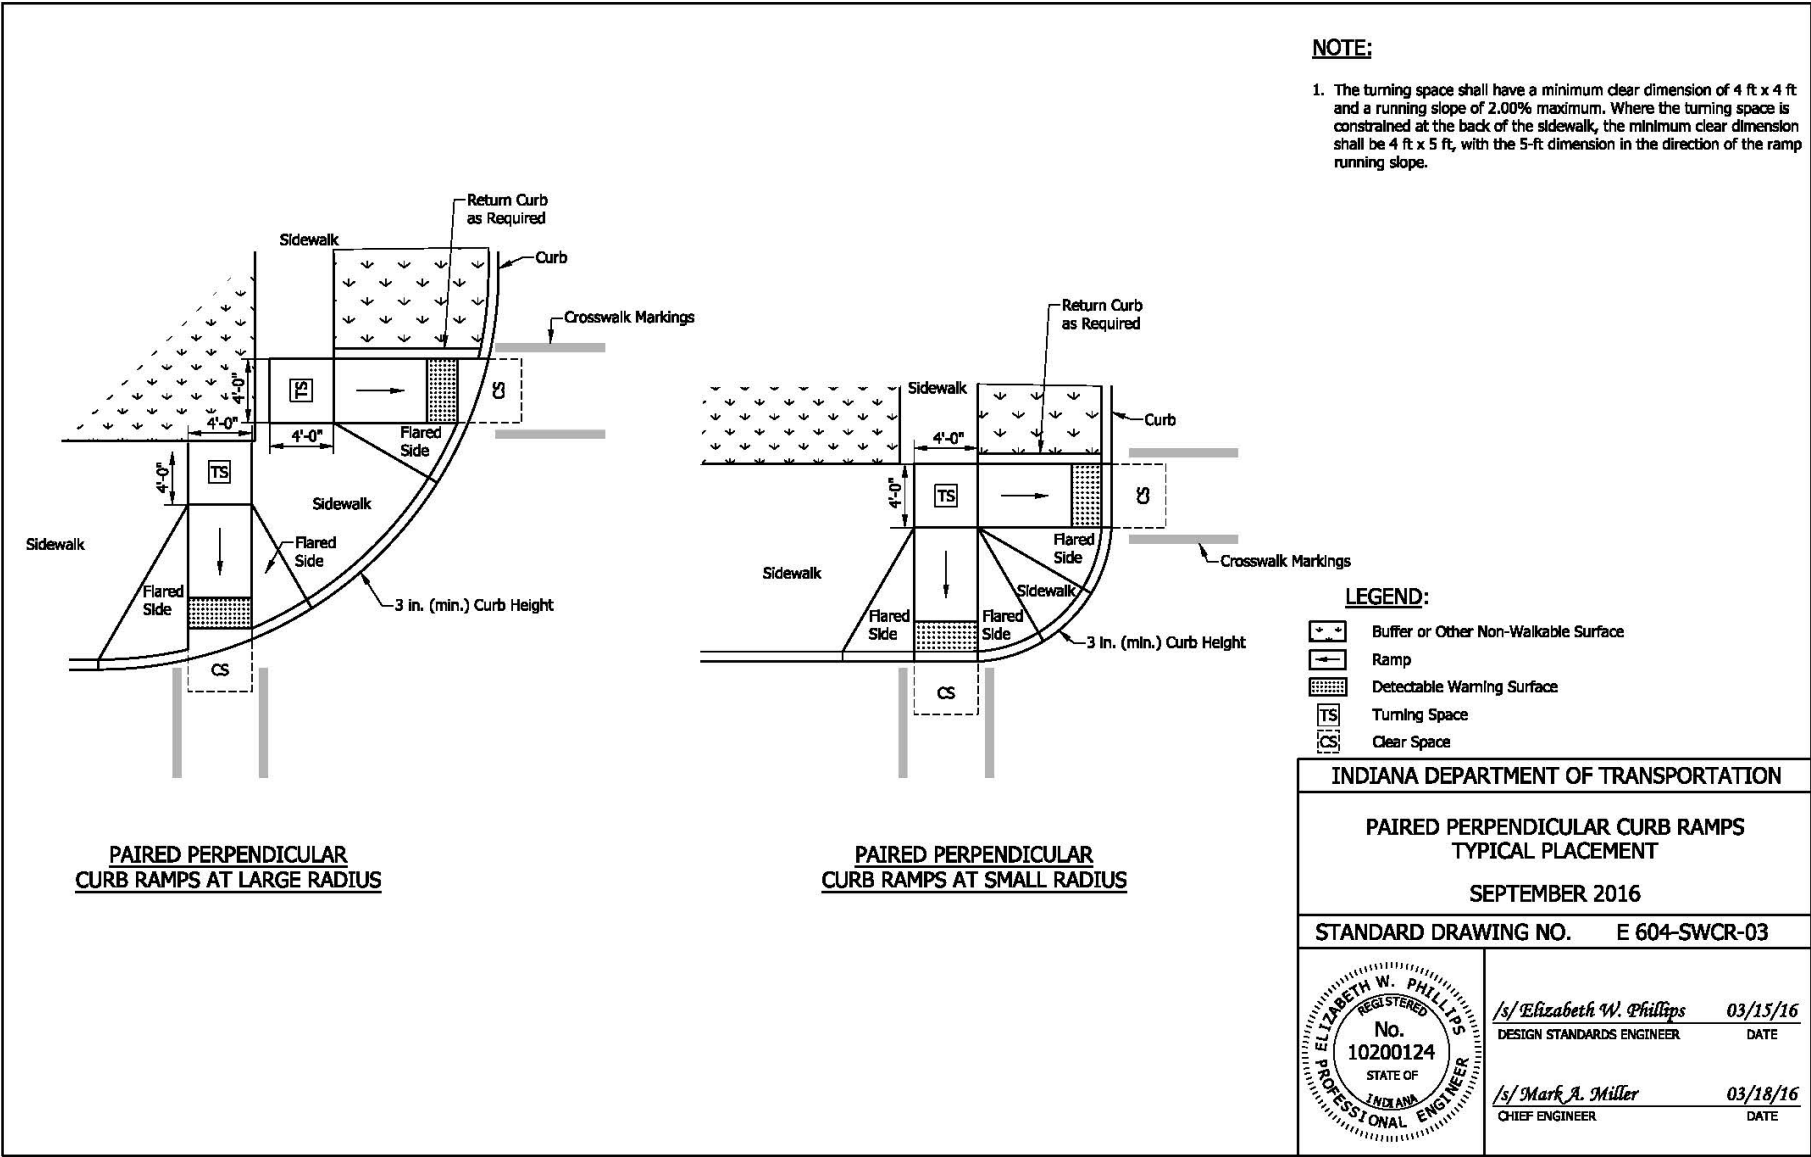 NOTE:
1. The turning space shall have a minimum clear dimension of 4 ft x 4 ft
and a running slope of 2.00% maximum. Where the turning space is
constrained at the back of the sidewalk, the minimum clear dimension
shall be 4 ft x 5 ft, with the 5-ft dimension in the direction of the ramp
running slope.
Return Curb
as Required
Sidewalk
Curb
Crosswalk Markings
4'-0"
TS
CS
4'-0"
4'-0"
Flared
Side
4'-0"
TS
Sidewalk
Sidewalk
Flared
Side
Flared
Side
3 in. (min.) Curb Height
CS
PAIRED PERPENDICULAR
CURB RAMPS AT LARGE RADIUS
Return Curb
as Required
Sidewalk
Curb
4'-0"
4'-0"
TS
CS
Flared
Side
Crosswalk Markings
Sidewalk
Sidewalk
Flared
Side
Flared
Side
3 in. (min.) Curb Height
CS
PAIRED PERPENDICULAR
CURB RAMPS AT SMALL RADIUS
LEGEND:
Buffer or Other Non-Walkable Surface
Ramp
Detectable Warning Surface
TS Turning Space
CS Clear Space
INDIANA DEPARTMENT OF TRANSPORTATION
PAIRED PERPENDICULAR CURB RAMPS
TYPICAL PLACEMENT
SEPTEMBER 2016
STANDARD DRAWING NO. E 604-SWCR-03
ELIZABETH W. PHILLIPS
REGISTERED
No.
10200124
STATE OF
INDIANA
PROFESSIONAL ENGINEER
/s/ Elizabeth W. Phillips 03/15/16
DESIGN STANDARDS ENGINEER DATE
/s/ Mark A. Miller 03/18/16
CHIEF ENGINEER DATE